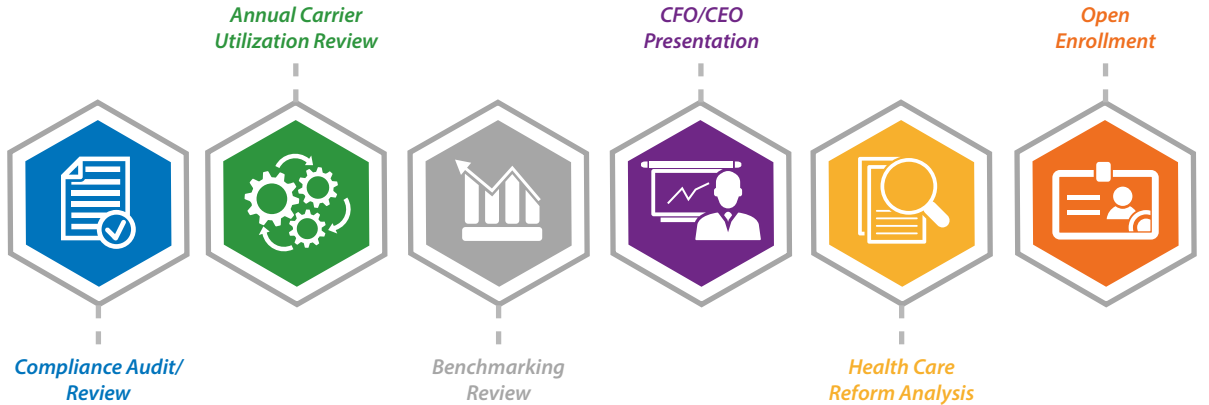 Annual Carrier
Utilization Review
CFO/CEO
Presentation
Open
Enrollment
Compliance Audit/
Review
Benchmarking
Review
Health Care
Reform Analysis